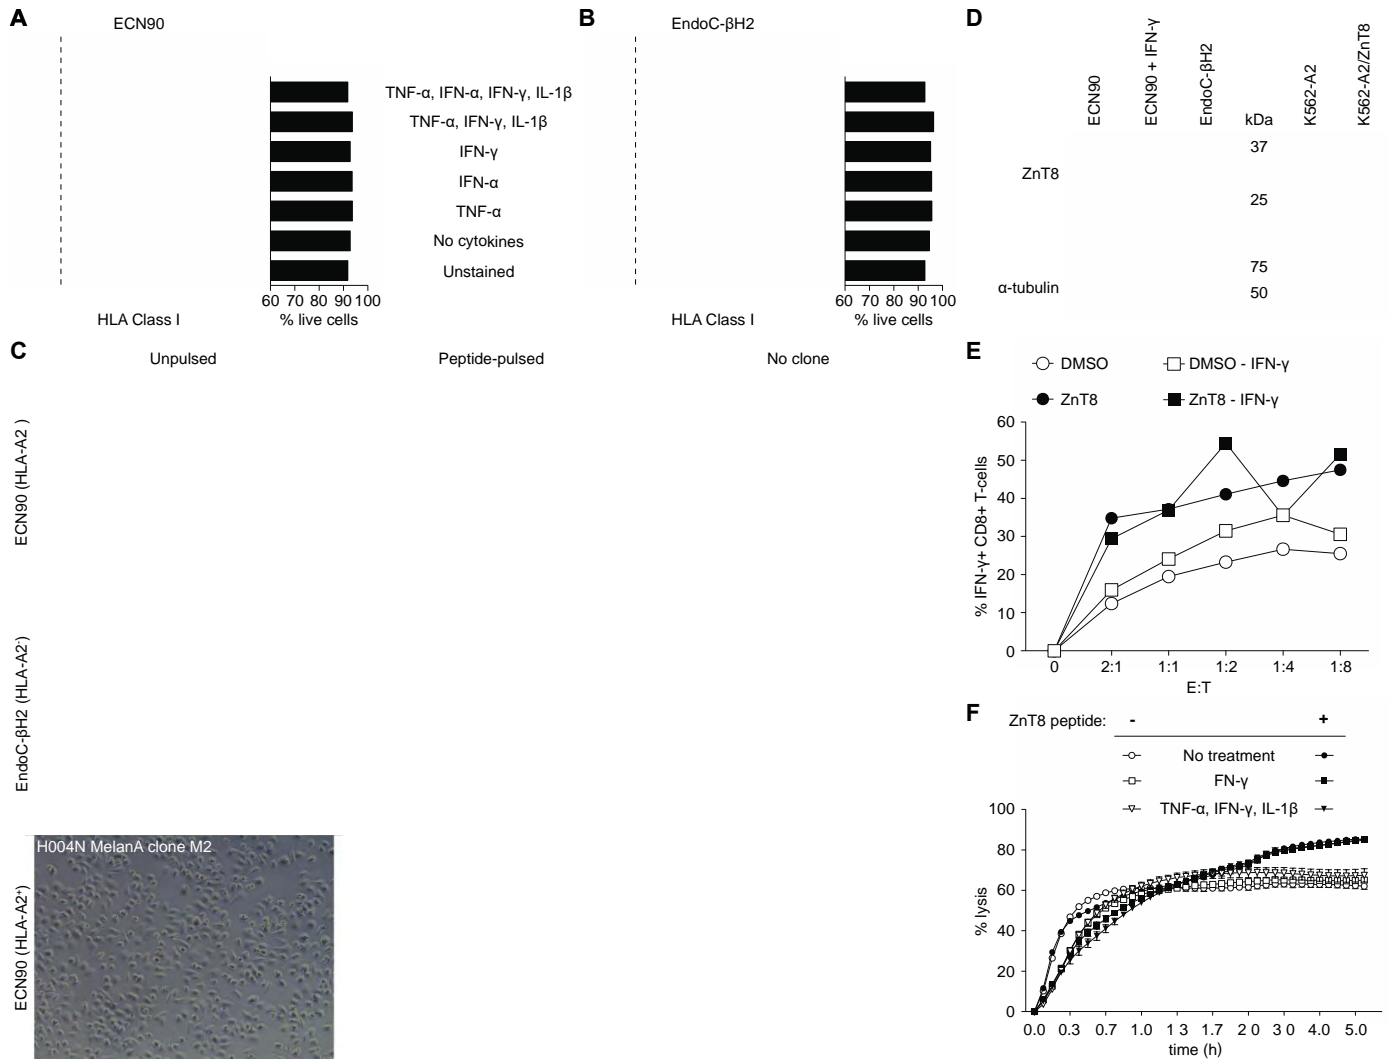 A
ECN90
TNF-α, IFN-α, IFN-γ, IL-1β
TNF-α, IFN-γ, IL-1β
IFN-γ
IFN-α
TNF-α
No cytokines
Unstained
60 70 80 90 100
HLA Class I
% live cells
B
EndoC-βH2
60 70 80 90 100
HLA Class I
% live cells
C
Unpulsed
Peptide-pulsed
No clone
ECN90 (HLA-A2 )
EndoC-βH2 (HLA-A2-)
ECN90 (HLA-A2+)
H004N MelanA clone M2
D
ECN90
ECN90 + IFN-γ
EndoC-βH2
kDa
K562-A2
K562-A2/ZnT8
37
ZnT8
25
75
α-tubulin
50
E
DMSO
DMSO - IFN-γ
ZnT8
ZnT8 - IFN-γ
% IFN-γ+ CD8+ T-cells
60
50
40
30
20
10
0
0 2:1 1:1 1:2 1:4 1:8
E:T
F
ZnT8 peptide: - +
No treatment
FN-γ
TNF-α, IFN-γ, IL-1β
% lysis
100
80
60
40
20
0
0.0 0.3 0.7 1.0 1 3 1.7 2 0 3 0 4.0 5.0
time (h)